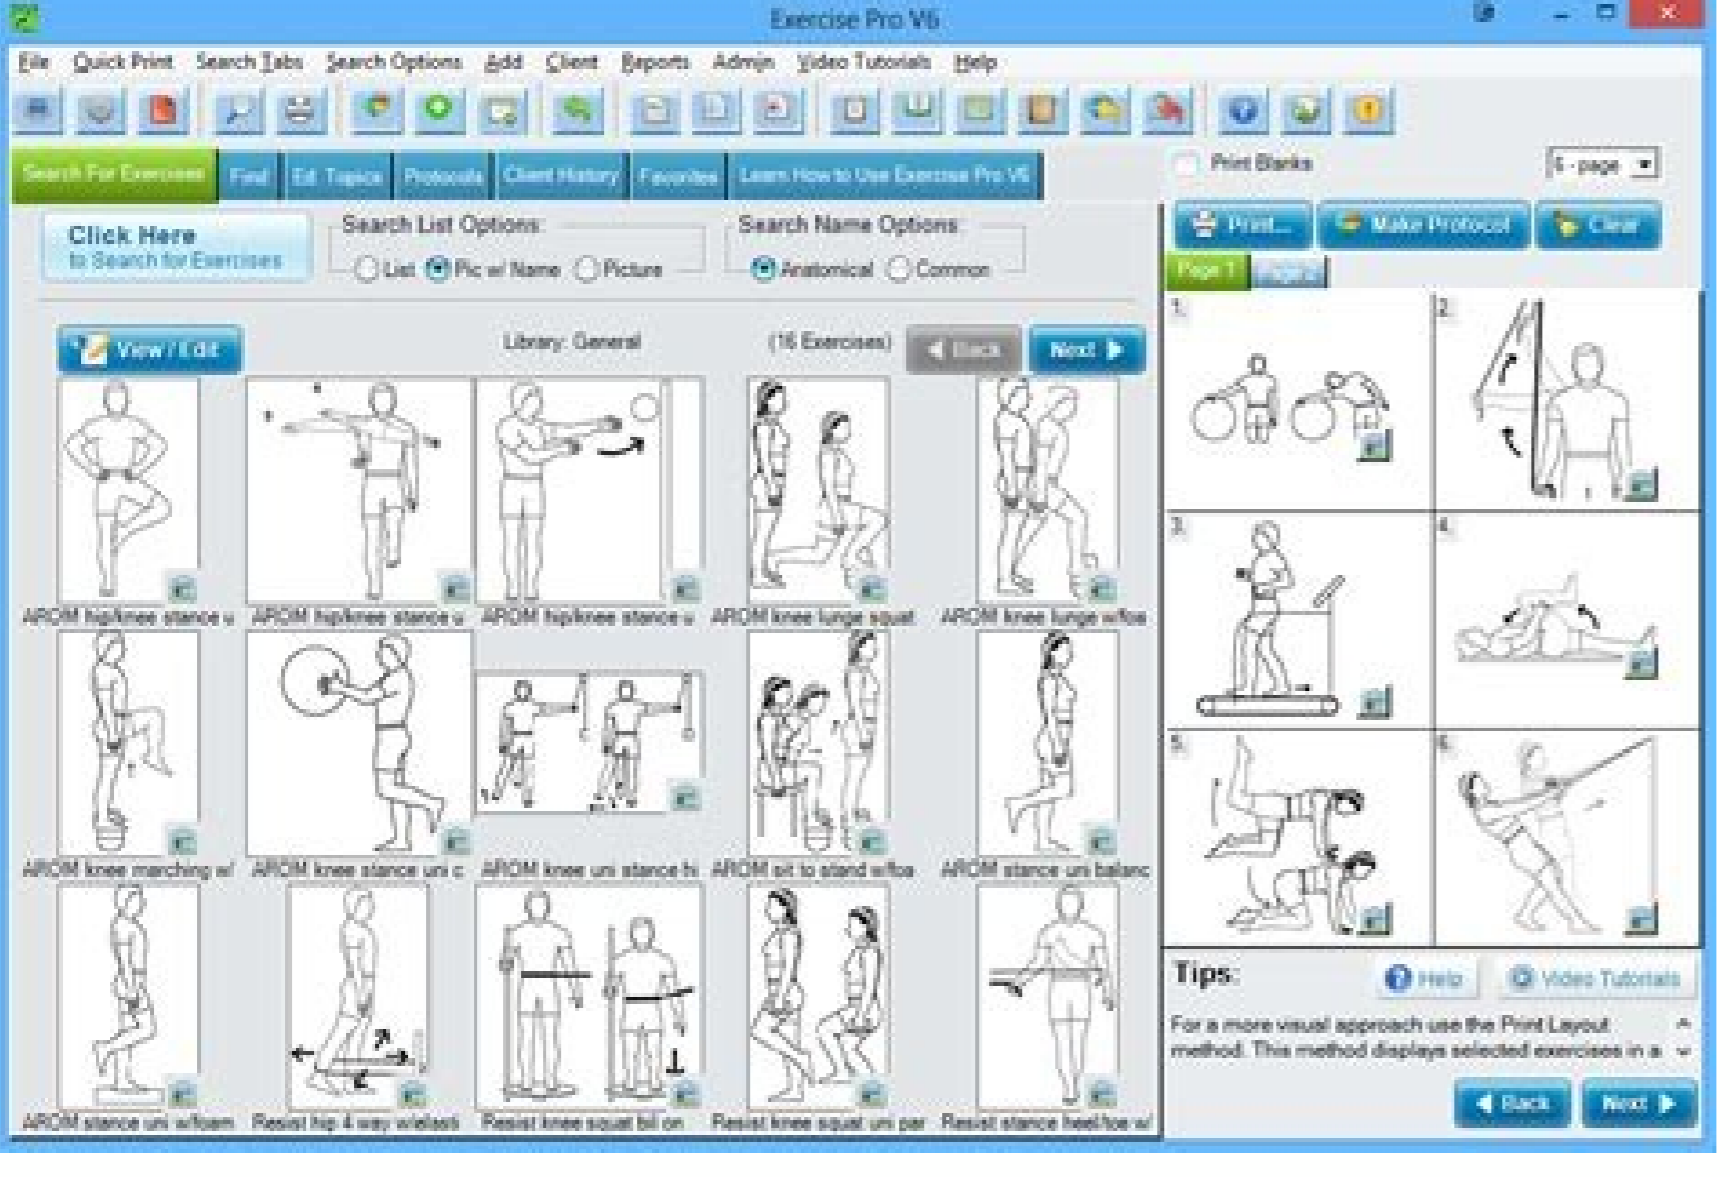 Exercise Pro V6
File Quick Print Search Tabs Search Options Add Client Reports Admin Video Tutorials Help
Search For Exercises Find Ed Topics Protocols Client History Favorites Learn How to Use Exercise Pro V6
Print Blanks 6 - page
Click Here
to Search for Exercises
Search List Options
List Pic w/ Name Picture
Search Name Options
Anatomical Common
Print... Make Protocol Clear
Page 1
View / Edit Library: General (16 Exercises) Back Next
AROM hip/knee stance u AROM hip/knee stance u AROM hip/knee stance u AROM knee lunge squat AROM knee lunge w/foa
AROM knee marching w/ AROM knee stance uni c AROM knee uni stance hi AROM sit to stand w/foa AROM stance uni balanc
AROM stance uni w/foam Resist hip 4 way w/elasti Resist knee squat bil on Resist knee squat uni par Resist stance heel/toe w/
1. 2.
3. 4.
5. 6.
Tips: Help Video Tutorials
For a more visual approach use the Print Layout
method. This method displays selected exercises in a
Back Next